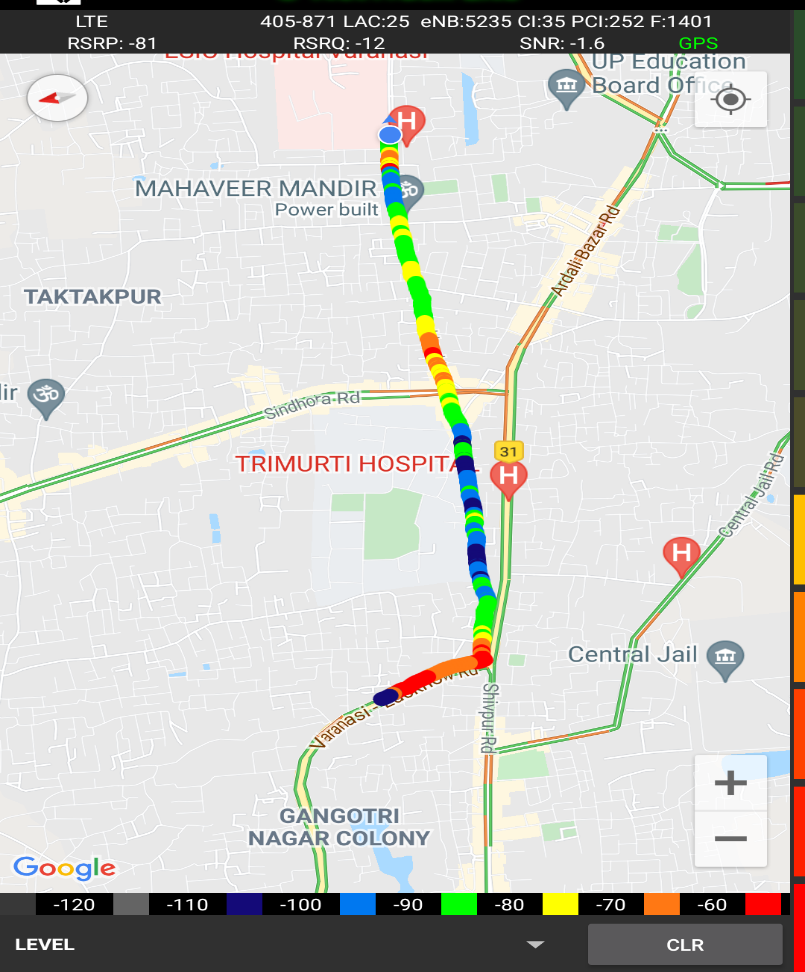 LTE 405-871 LAC:25 eNB:5235 CI:35 PCI:252 F:1401
RSRP: -81 RSRQ: -12 SNR: -1.6 GPS
ESIC Hospital Varanasi
UP Education
Board Office
H
MAHAVEER MANDIR
Power built
Ardali Bazar Rd
TAKTAKPUR
dir
Sindhora Rd
31
TRIMURTI HOSPITAL
H
Central Jail Rd
H
Central Jail
Varanasi - Lucknow Rd
Shivpur Rd
GANGOTRI
NAGAR COLONY
+
−
Google
-120 -110 -100 -90 -80 -70 -60
LEVEL CLR